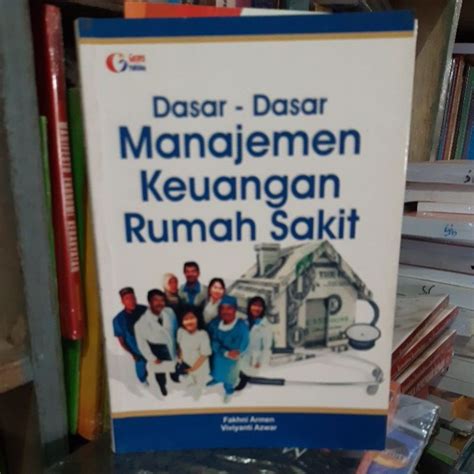 Dasar - Dasar
Manajemen
Keuangan
Rumah Sakit
Fakhni Armen
Viviyanti Azwar